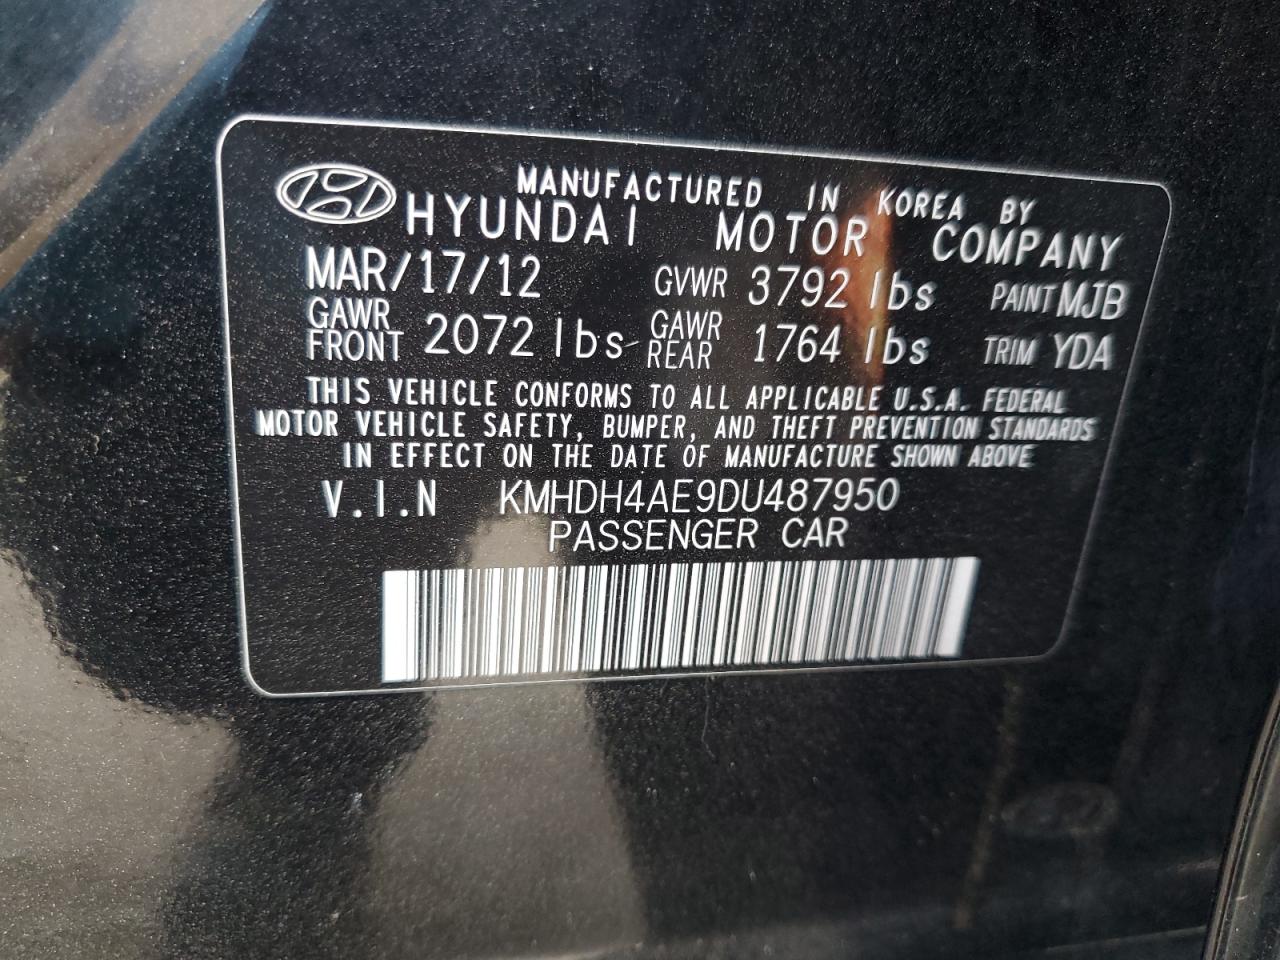 MANUFACTURED IN KOREA BY
HYUNDAI MOTOR COMPANY
MAR/17/12 GVWR 3792 lbs PAINT MJB
GAWR FRONT 2072 lbs GAWR REAR 1764 lbs TRIM YDA
THIS VEHICLE CONFORMS TO ALL APPLICABLE U.S.A. FEDERAL
MOTOR VEHICLE SAFETY, BUMPER, AND THEFT PREVENTION STANDARDS
IN EFFECT ON THE DATE OF MANUFACTURE SHOWN ABOVE
V.I.N KMHDH4AE9DU487950
PASSENGER CAR